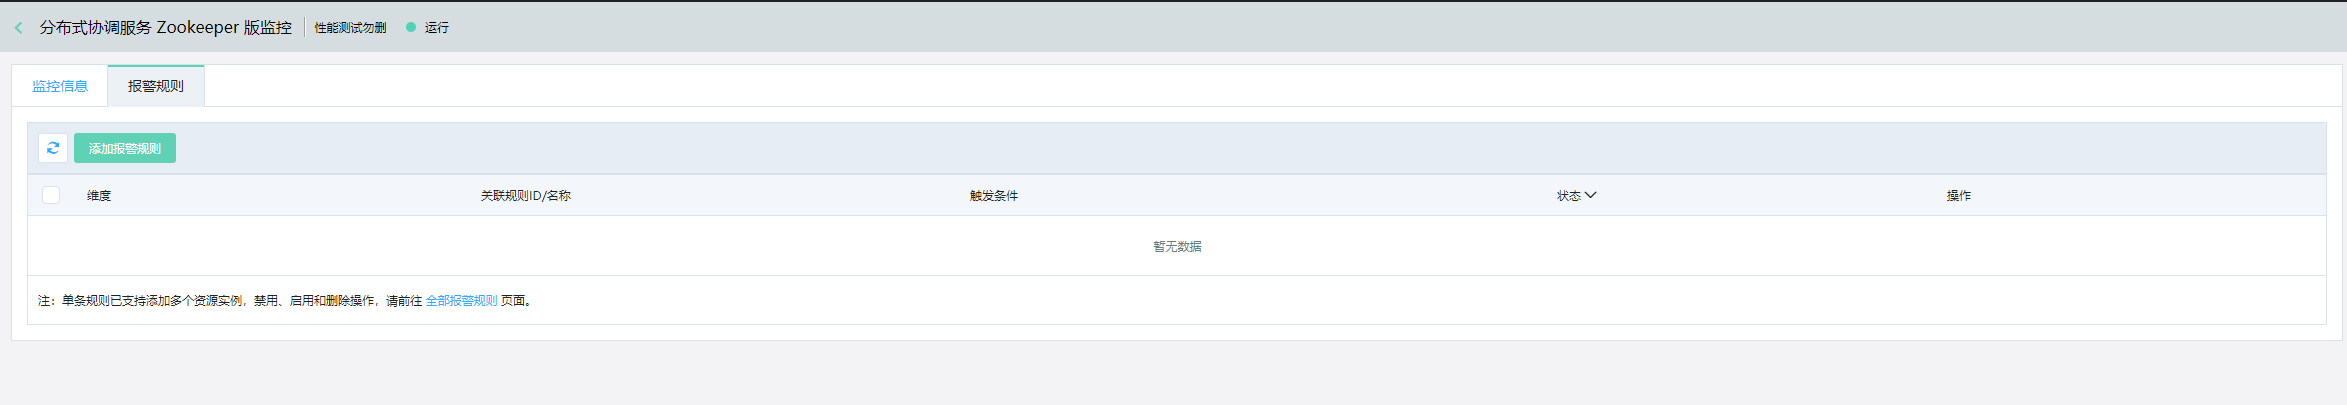 分布式协调服务 Zookeeper 版监控 性能测试勿删 运行
监控信息 报警规则
添加报警规则
维度 关联规则ID/名称 触发条件 状态 操作
暂无数据
注：单条规则已支持添加多个资源实例，禁用、启用和删除操作，请前往 全部报警规则 页面。